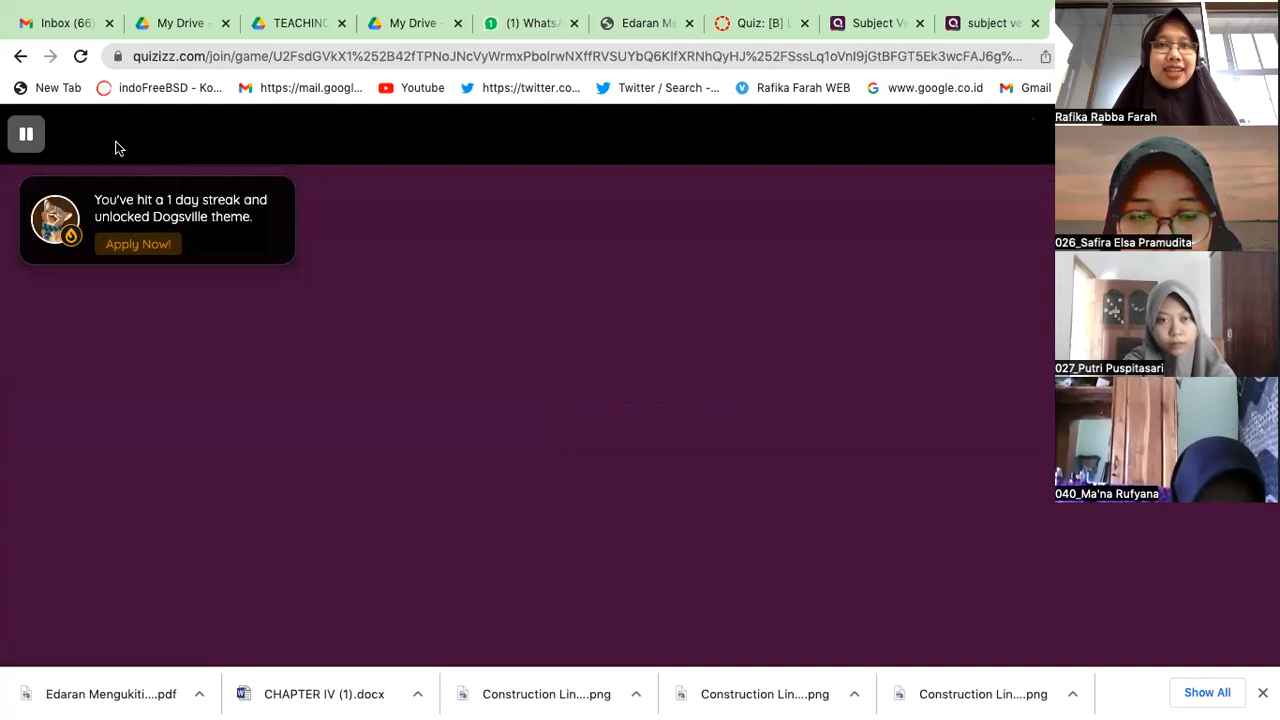 Inbox (66)
My Drive -
TEACHING
My Drive -
(1) WhatsA
Edaran Me
Quiz: [B] L
Subject Ve
subject ve
quizizz.com/join/game/U2FsdGVkX1%252B42fTPNoJNQyWrmxPbolrwNXffRVSUYbQ6KlfXRNhQyHJ%252FSssLq1oVnI9jGtBFGT5Ek3wcFAJ6g%...
New Tab
indoFreeBSD - Ko...
https://mail.googl...
Youtube
https://twitter.co...
Twitter / Search -...
Rafika Farah WEB
www.google.co.id
Gmail
You've hit a 1 day streak and
unlocked Dogsville theme.
Apply Now!
Rafika Rabba Farah
026_Safira Elsa Pramudita
027_Putri Puspitasari
040_Ma'na Rufyana
Edaran Mengukiti....pdf
CHAPTER IV (1).docx
Construction Lin....png
Construction Lin....png
Construction Lin....png
Show All